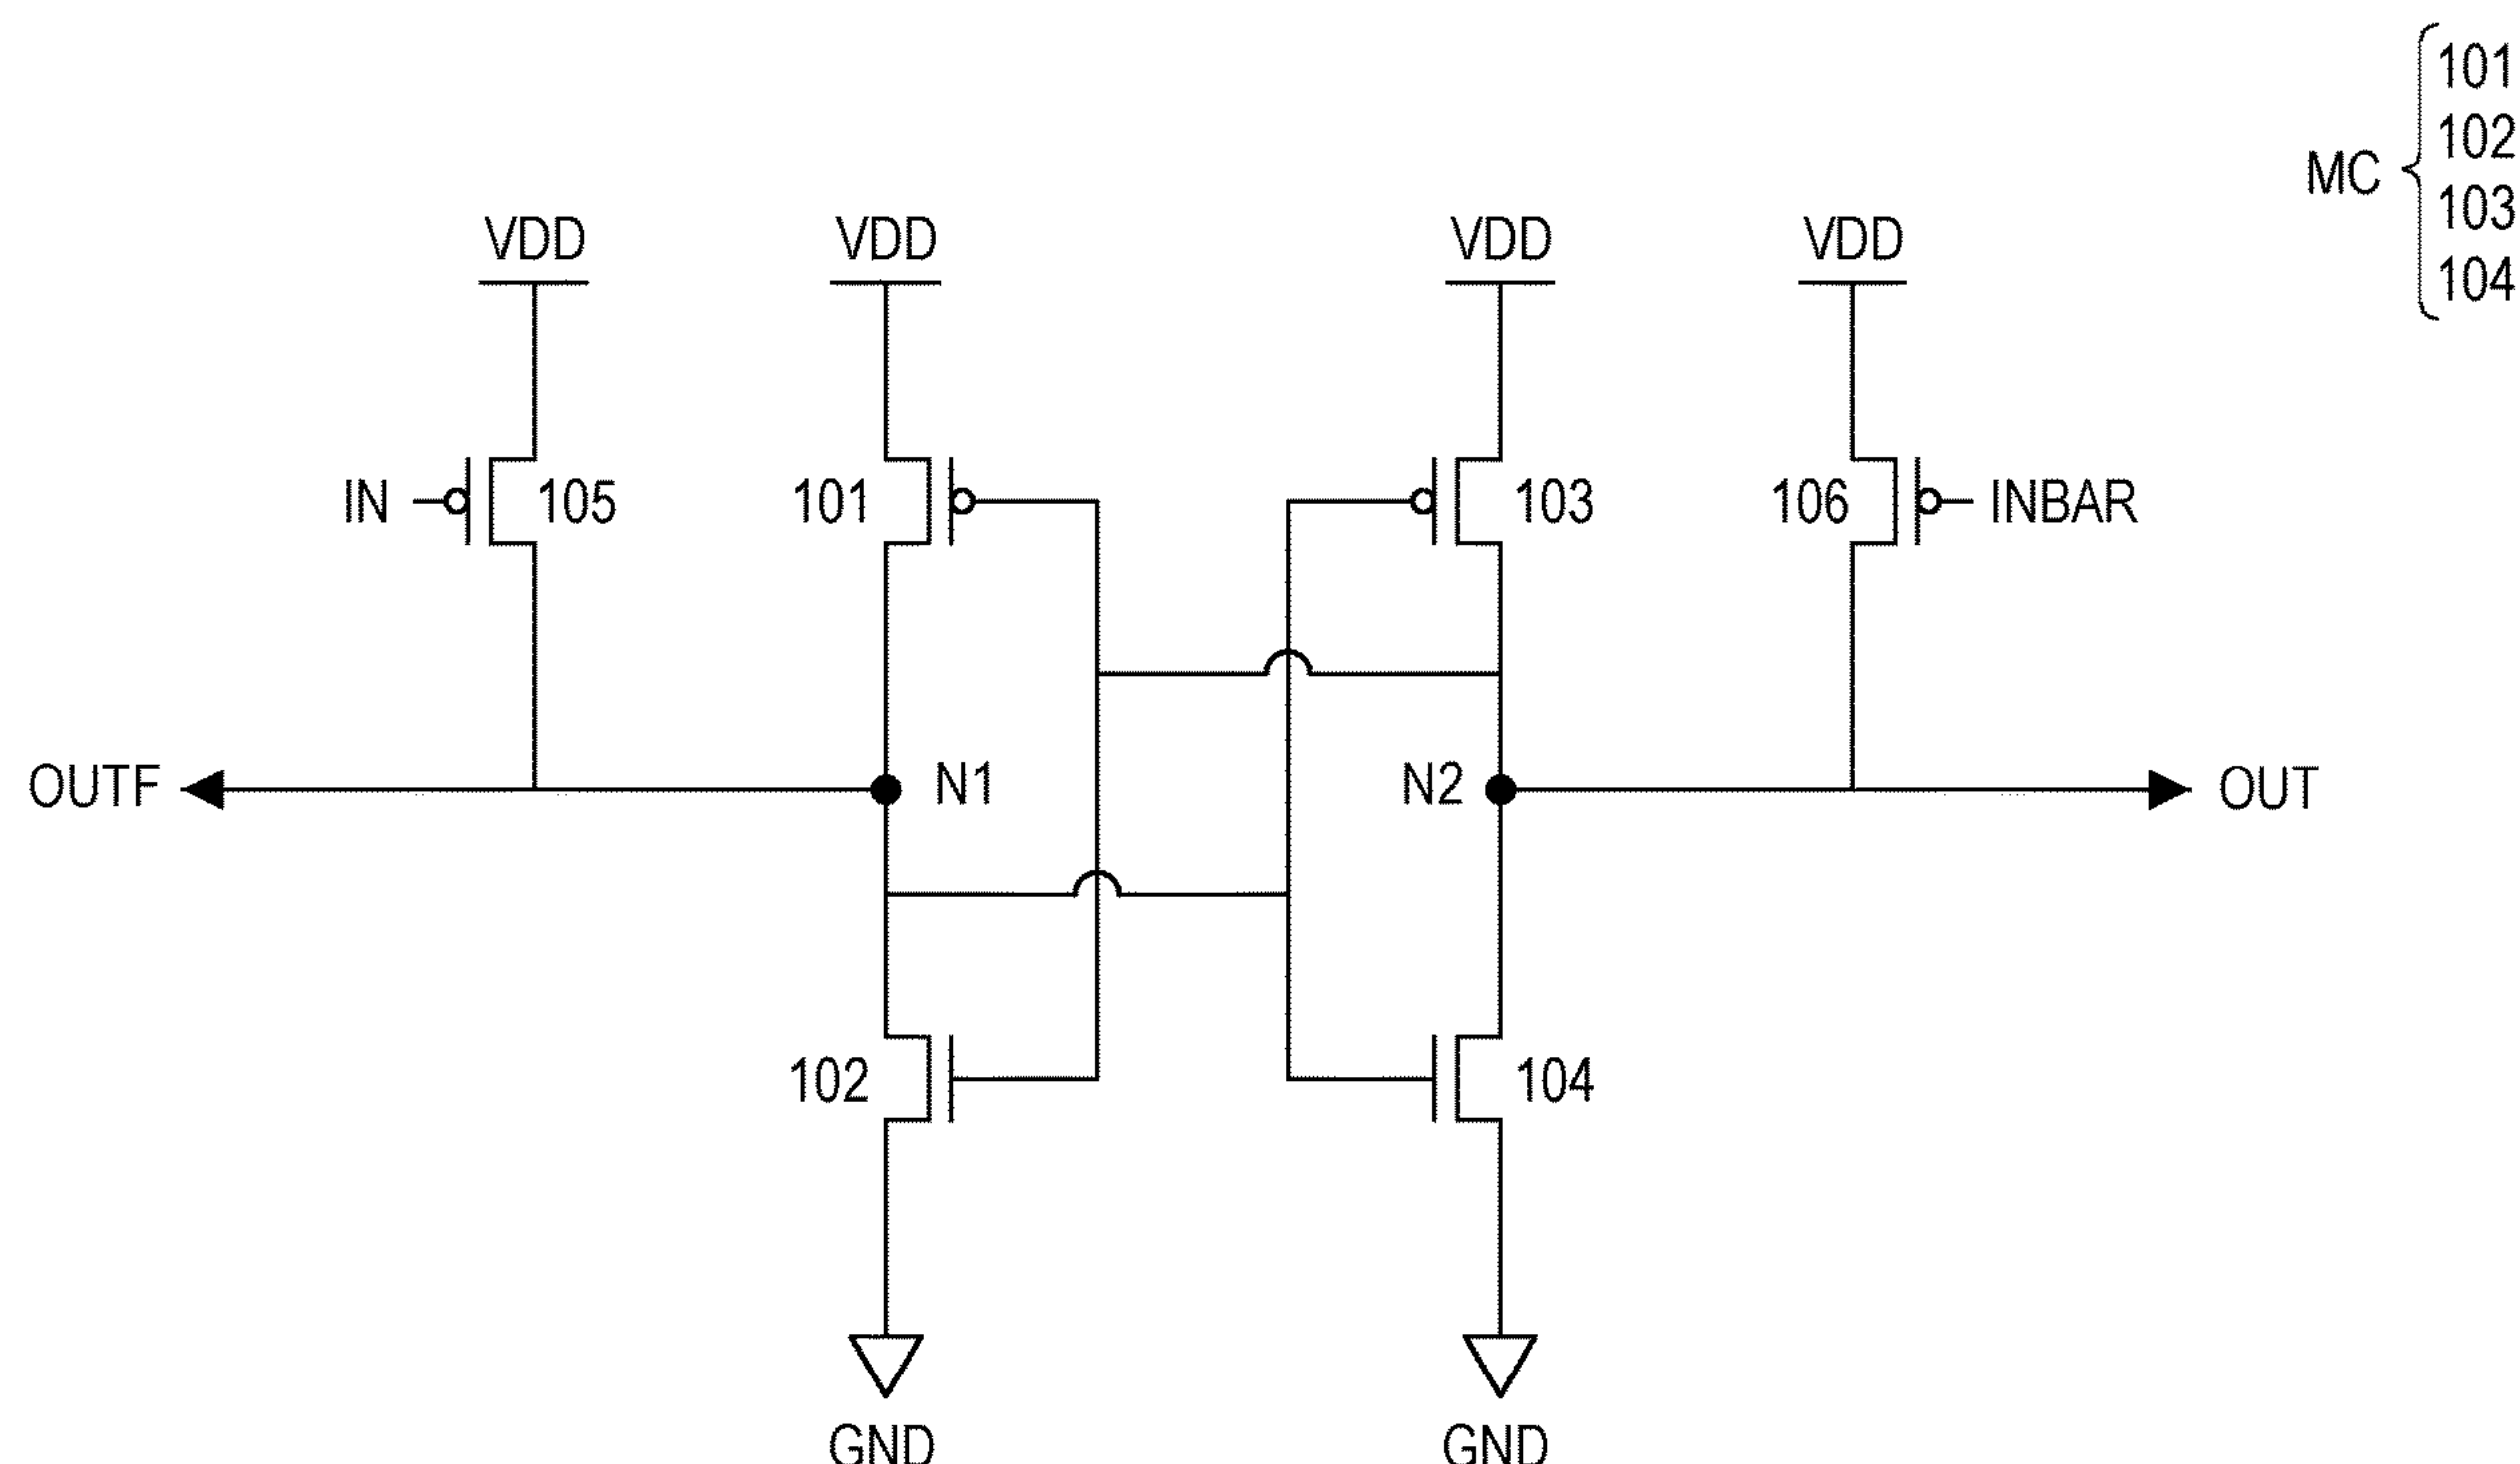 101
102
MC
103
104
VDD VDD VDD VDD
IN 105 101 103 106 INBAR
OUTF N1 N2 OUT
102 104
GND GND